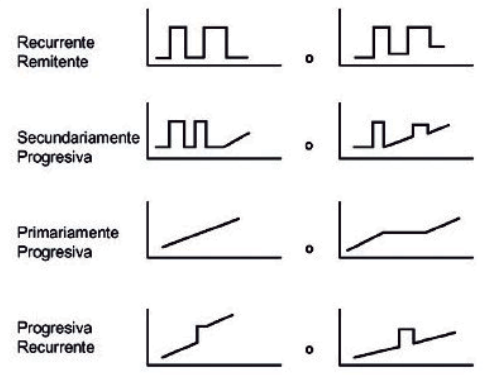 Recurrente
Remitente
o
Secundariamente
Progresiva
o
Primariamente
Progresiva
o
Progresiva
Recurrente
o